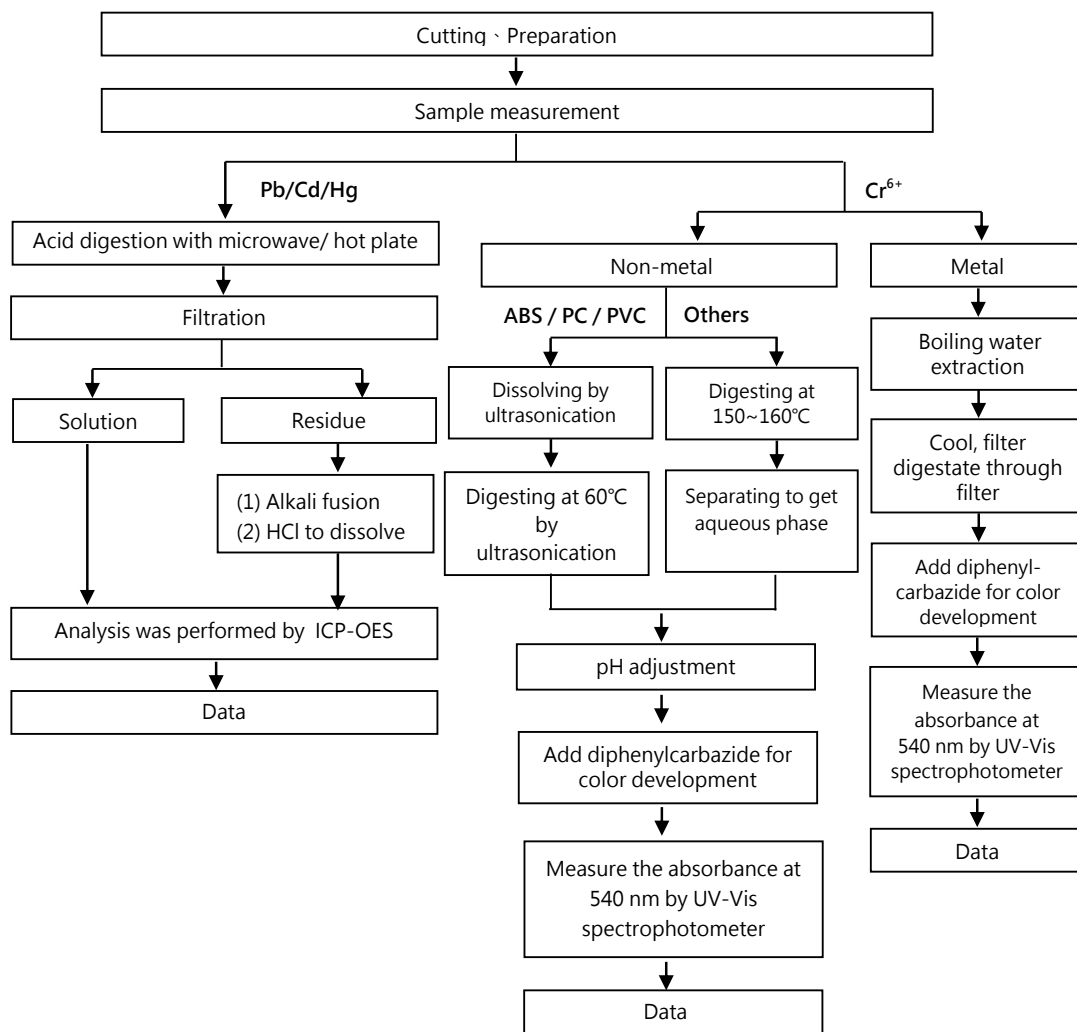 Cutting、Preparation
Sample measurement
Pb/Cd/Hg
Cr6+
Acid digestion with microwave/ hot plate
Filtration
Solution
Residue
(1) Alkali fusion
(2) HCl to dissolve
Analysis was performed by ICP-OES
Data
Non-metal
ABS / PC / PVC
Others
Dissolving by
ultrasonication
Digesting at 60℃
by
ultrasonication
Digesting at
150~160℃
Separating to get
aqueous phase
pH adjustment
Add diphenylcarbazide for
color development
Measure the absorbance at
540 nm by UV-Vis
spectrophotometer
Data
Metal
Boiling water
extraction
Cool, filter
digestate through
filter
Add diphenyl-
carbazide for color
development
Measure the
absorbance at
540 nm by UV-Vis
spectrophotometer
Data